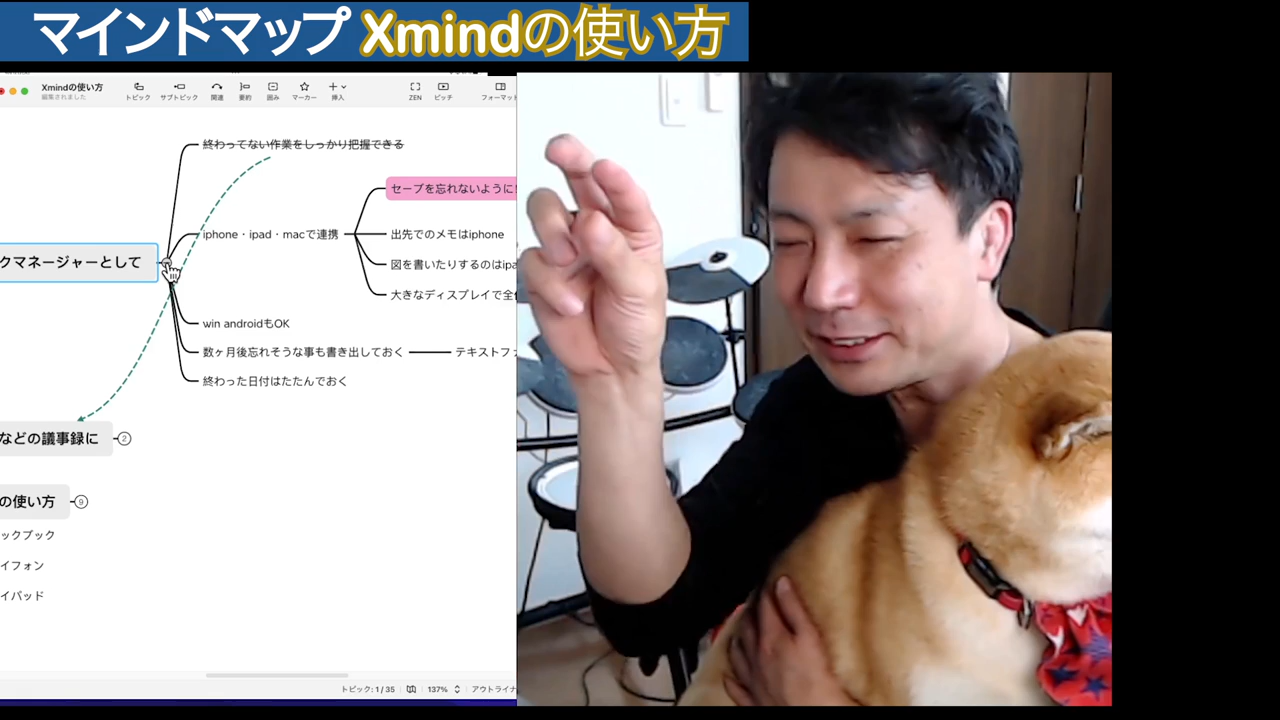 マインドマップ Xmindの使い方
Xmindの使い方
編集されました
トピック サブトピック 関連 要約 囲み マーカー 挿入 ZEN ピッチ フォーマット
終わってない作業をしっかり把握できる
セーブを忘れないように!
iphone・ipad・macで連携
出先でのメモはiphone
クマネージャーとして
図を書いたりするのはipa
大きなディスプレイで全
win androidもOK
数ヶ月後忘れそうな事も書き出しておく
テキストファ
終わった日付はたたんでおく
などの議事録に
2
の使い方
9
ックブック
イフォン
イパッド
トピック: 1 / 35 137% アウトライナ